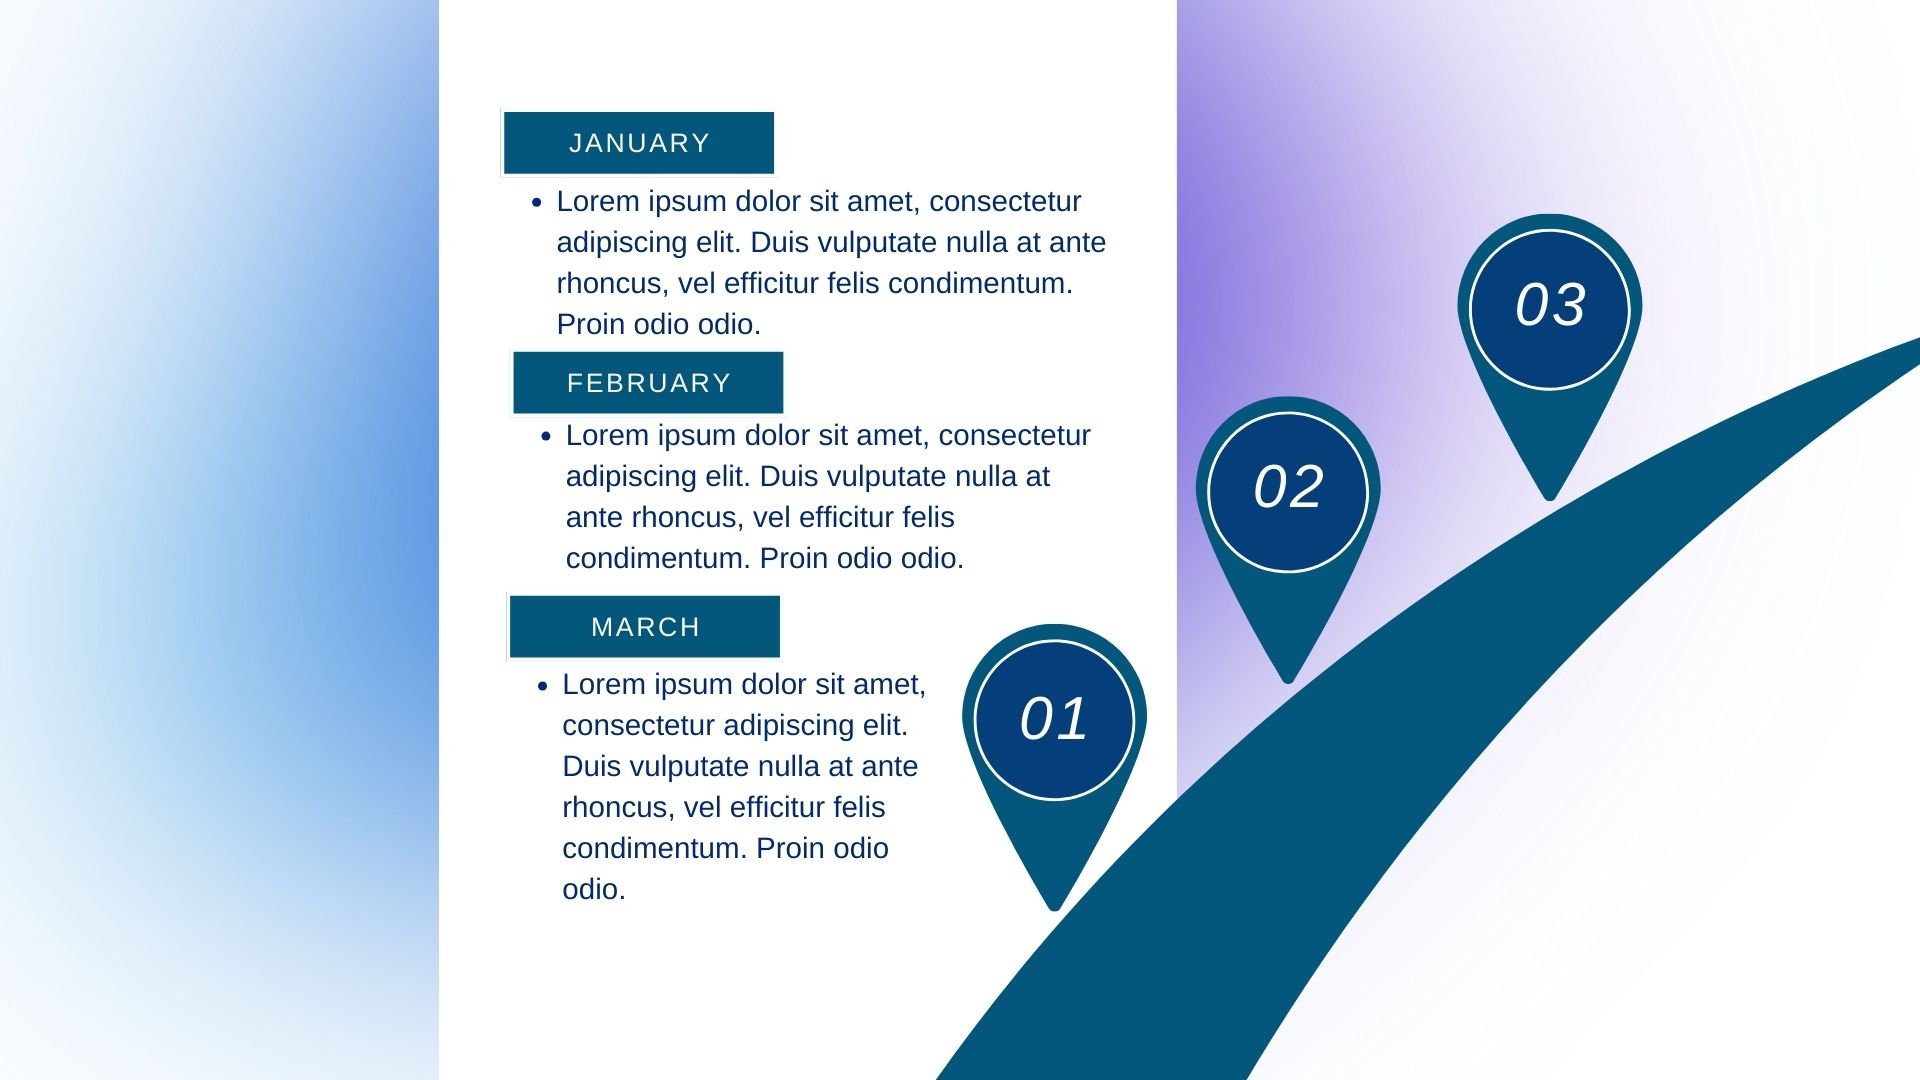 JANUARY
• Lorem ipsum dolor sit amet, consectetur
adipiscing elit. Duis vulputate nulla at ante
rhoncus, vel efficitur felis condimentum.
Proin odio odio.
FEBRUARY
• Lorem ipsum dolor sit amet, consectetur
adipiscing elit. Duis vulputate nulla at
ante rhoncus, vel efficitur felis
condimentum. Proin odio odio.
MARCH
• Lorem ipsum dolor sit amet,
consectetur adipiscing elit.
Duis vulputate nulla at ante
rhoncus, vel efficitur felis
condimentum. Proin odio
odio.
01
02
03